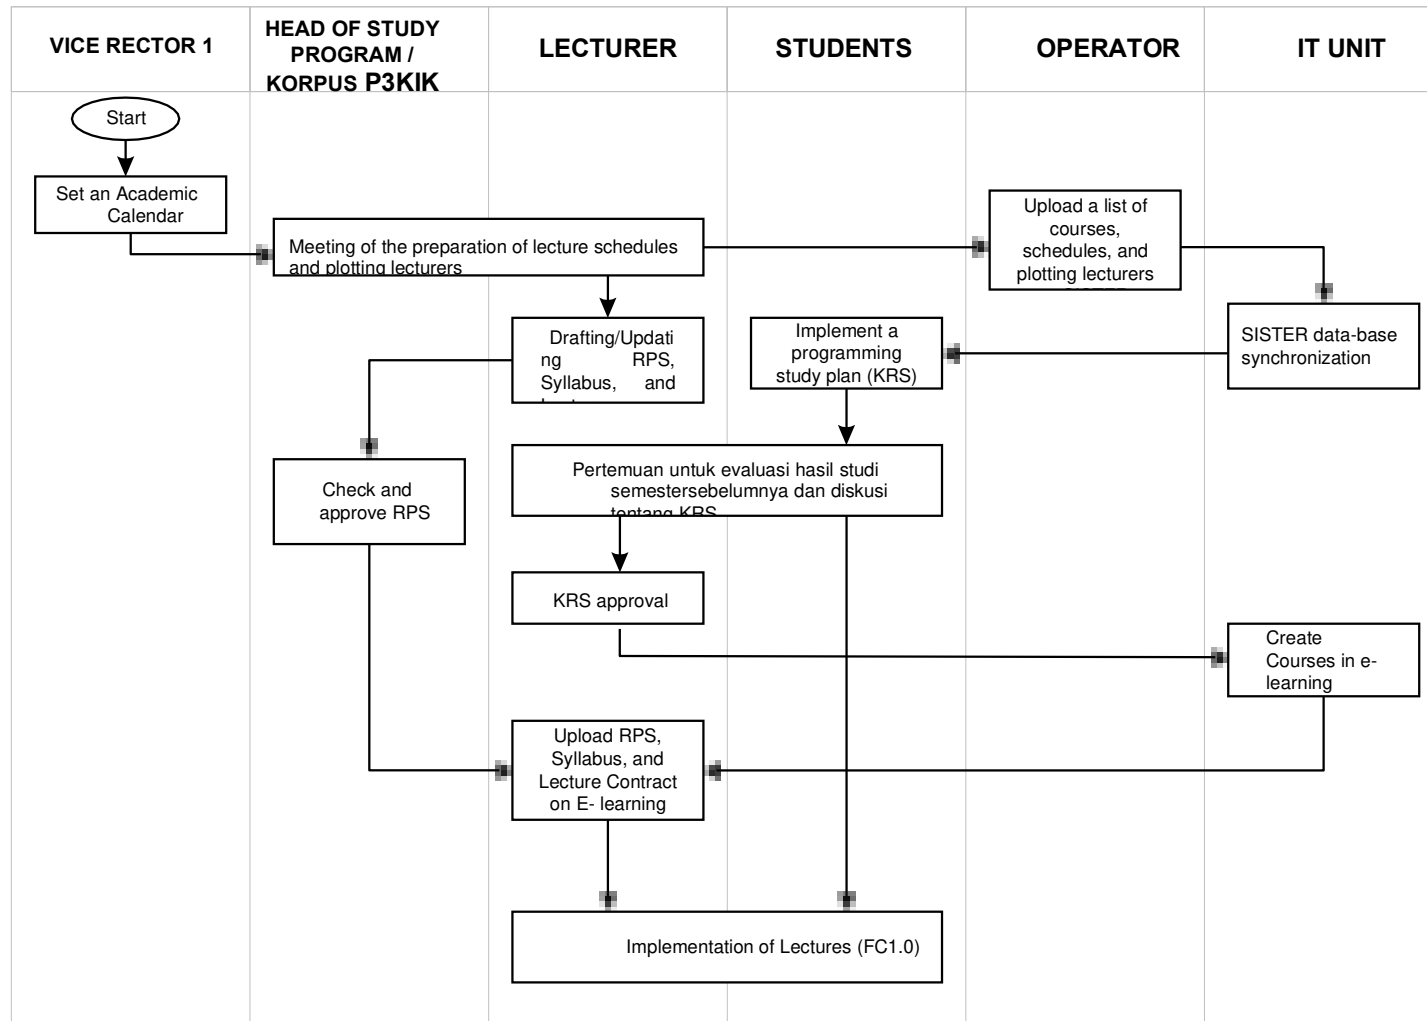 VICE RECTOR 1
HEAD OF STUDY
PROGRAM /
KORPUS P3KIK
LECTURER
STUDENTS
OPERATOR
IT UNIT
Start
Set an Academic
Calendar
Meeting of the preparation of lecture schedules
and plotting lecturers
Upload a list of
courses,
schedules, and
plotting lecturers
Drafting/Updati
ng RPS,
Syllabus, and
Implement a
programming
study plan (KRS)
SISTER data-base
synchronization
Check and
approve RPS
Pertemuan untuk evaluasi hasil studi
semestersebelumnya dan diskusi
tentang KRS
KRS approval
Create
Courses in e-
learning
Upload RPS,
Syllabus, and
Lecture Contract
on E- learning
Implementation of Lectures (FC1.0)